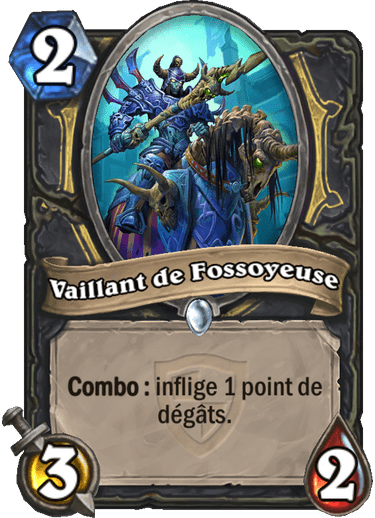 2
Vaillant de Fossoyeuse
Combo : inflige 1 point de
dégâts.
3
2